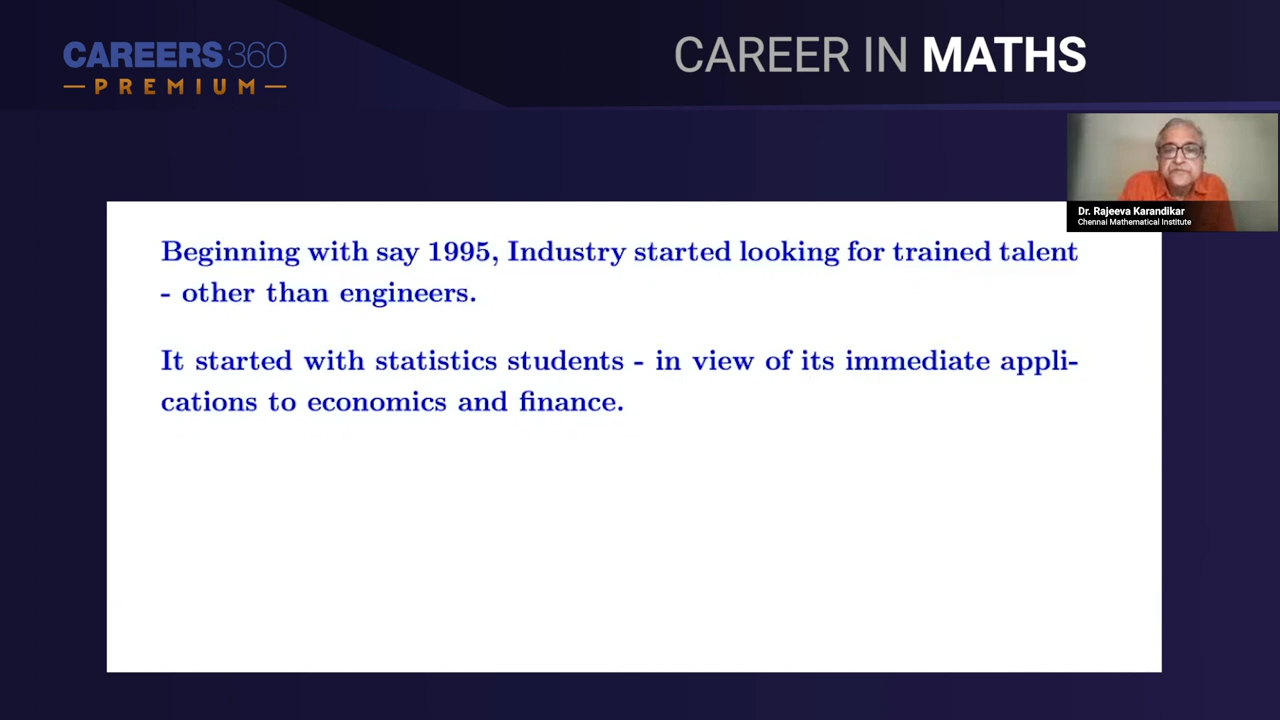 CAREERS360
PREMIUM
CAREER IN MATHS
Dr. Rajeeva Karandikar
Chennai Mathematical Institute
Beginning with say 1995, Industry started looking for trained talent
- other than engineers.
It started with statistics students - in view of its immediate appli-
cations to economics and finance.